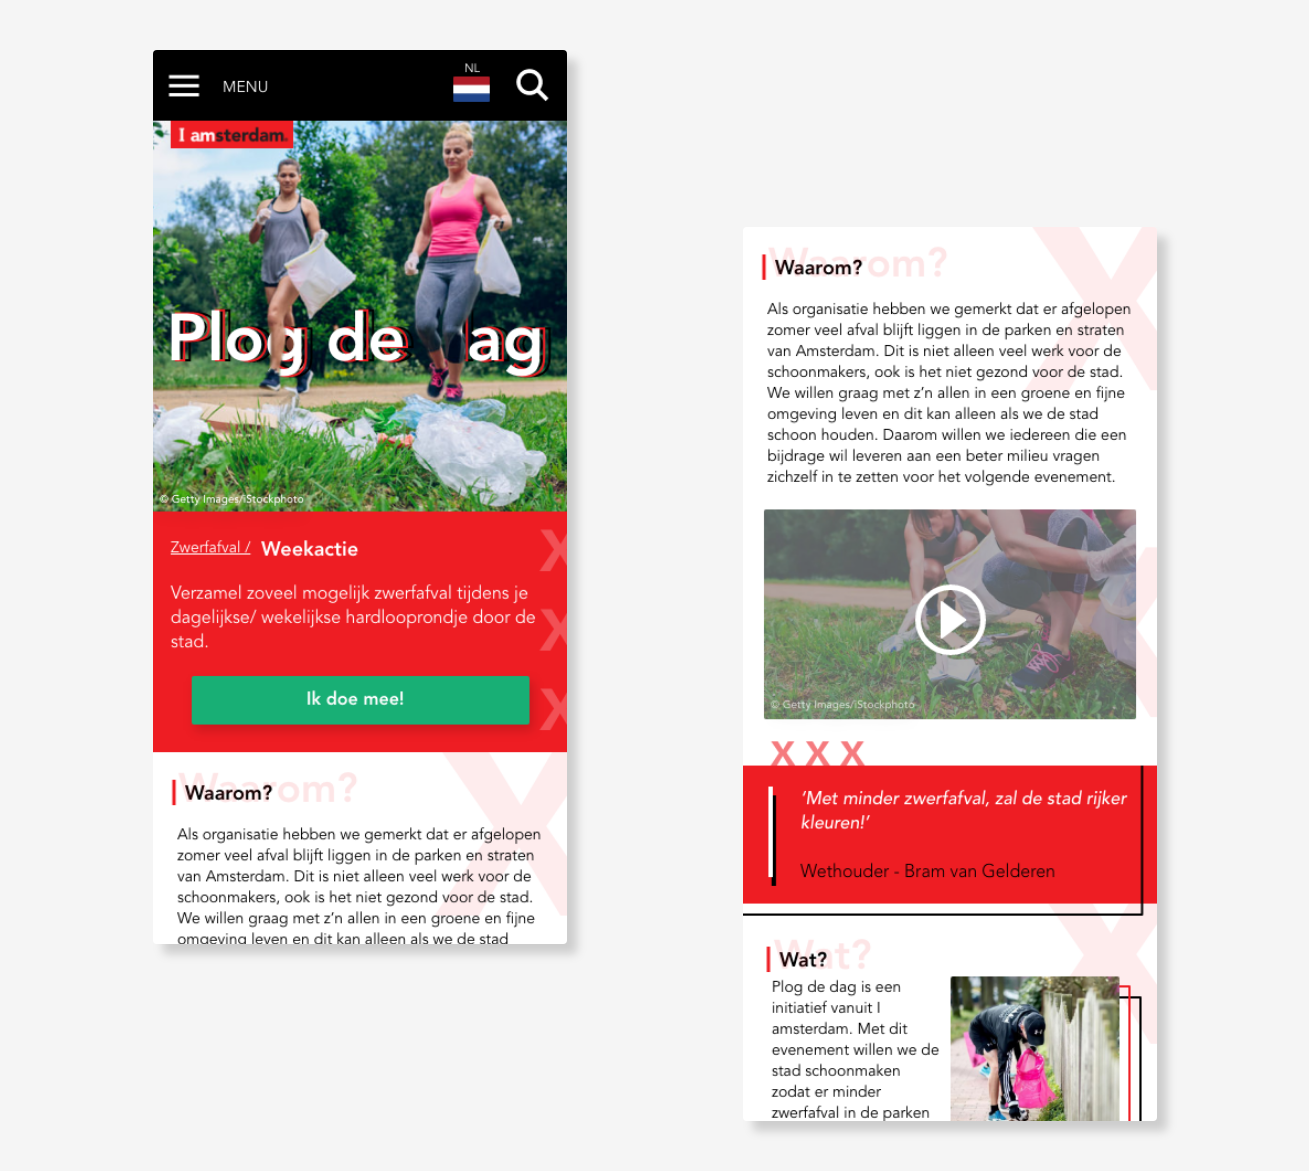 MENU
NL
I amsterdam.
Plog de ag
© Getty Images/iStockphoto
Zwerfafval / Weekactie
Verzamel zoveel mogelijk zwerfafval tijdens je
dagelijkse/ wekelijkse hardlooprondje door de
stad.
X
X
X
Ik doe mee!
Waarom?
Waarom?
X
Als organisatie hebben we gemerkt dat er afgelopen
zomer veel afval blijft liggen in de parken en straten
van Amsterdam. Dit is niet alleen veel werk voor de
schoonmakers, ook is het niet gezond voor de stad.
We willen graag met z’n allen in een groene en fijne
omgeving leven en dit kan alleen als we de stad
Waarom?
Waarom?
X
Als organisatie hebben we gemerkt dat er afgelopen
zomer veel afval blijft liggen in de parken en straten
van Amsterdam. Dit is niet alleen veel werk voor de
schoonmakers, ook is het niet gezond voor de stad.
We willen graag met z’n allen in een groene en fijne
omgeving leven en dit kan alleen als we de stad
schoon houden. Daarom willen we iedereen die een
bijdrage wil leveren aan een beter milieu vragen
zichzelf in te zetten voor het volgende evenement.
X
© Getty Images/iStockphoto
X X X
‘Met minder zwerfafval, zal de stad rijker
kleuren!’
Wethouder - Bram van Gelderen
Wat?
Wat?
X
Plog de dag is een
initiatief vanuit I
amsterdam. Met dit
evenement willen we de
stad schoonmaken
zodat er minder
zwerfafval in de parken